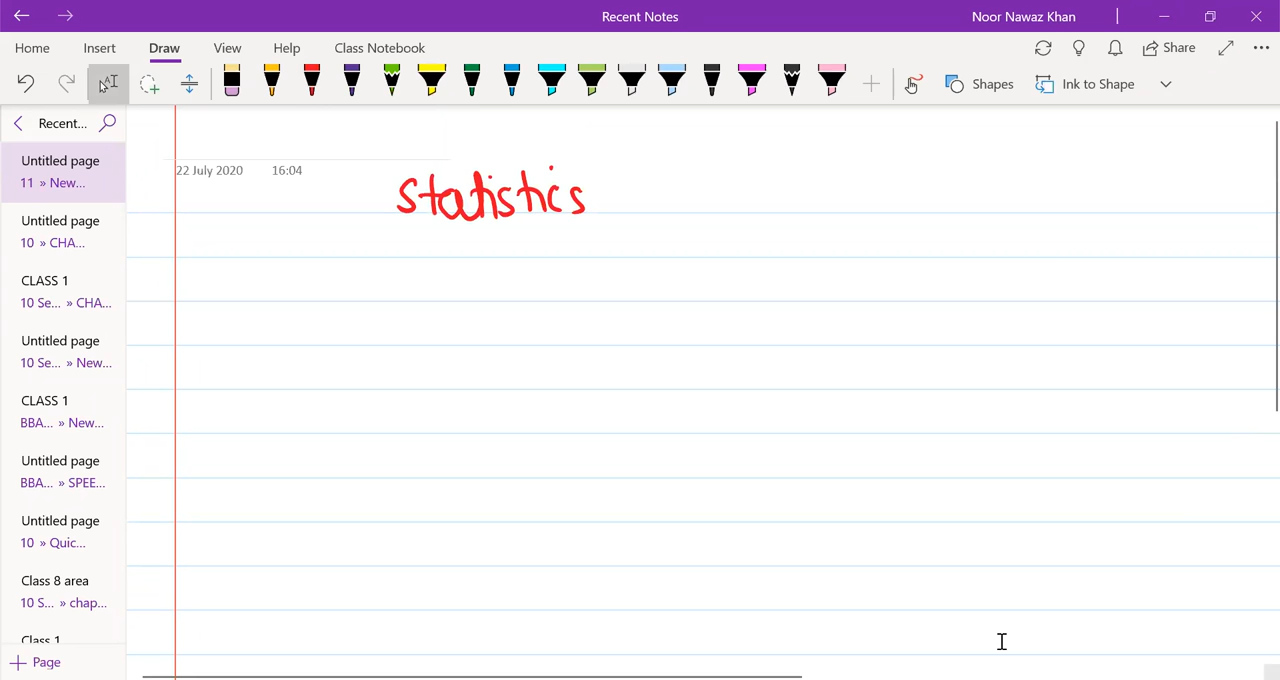 Recent Notes
Noor Nawaz Khan
Home Insert Draw View Help Class Notebook
Share
Shapes
Ink to Shape
Recent...
Untitled page
11 » New...
Untitled page
10 » CHA...
CLASS 1
10 Se... » CHA...
Untitled page
10 Se... » New...
CLASS 1
BBA... » New...
Untitled page
BBA... » SPEE...
Untitled page
10 » Quic...
Class 8 area
10 S... » chap...
Class 1
Page
22 July 2020 16:04
statistics